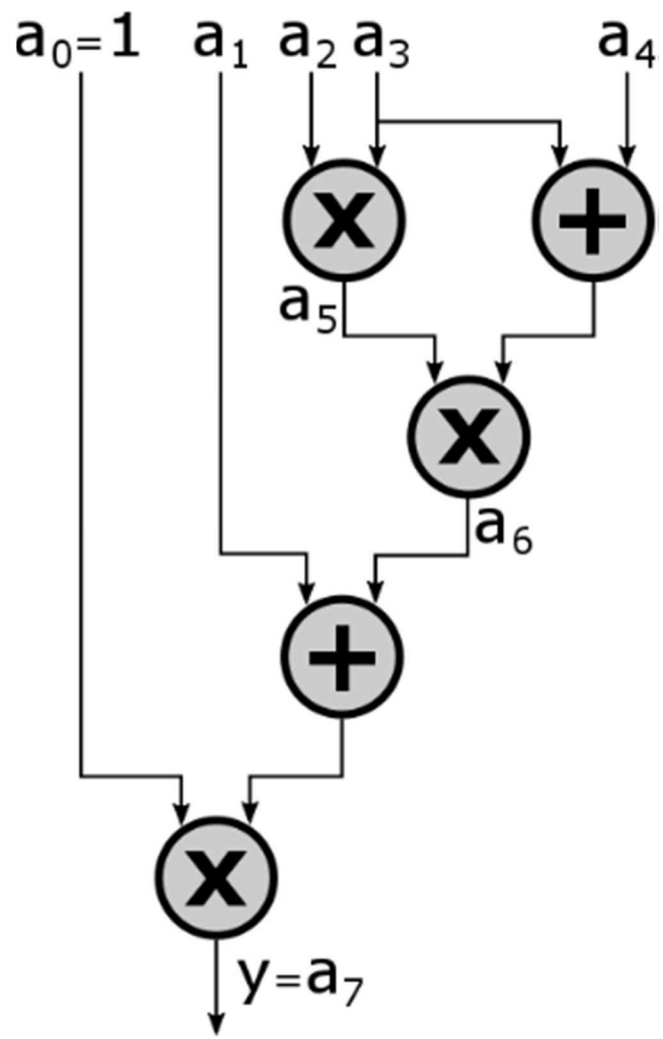 a₀=1 a₁ a₂ a₃ a₄
x +
a₅
x
a₆
+
x
y=a₇